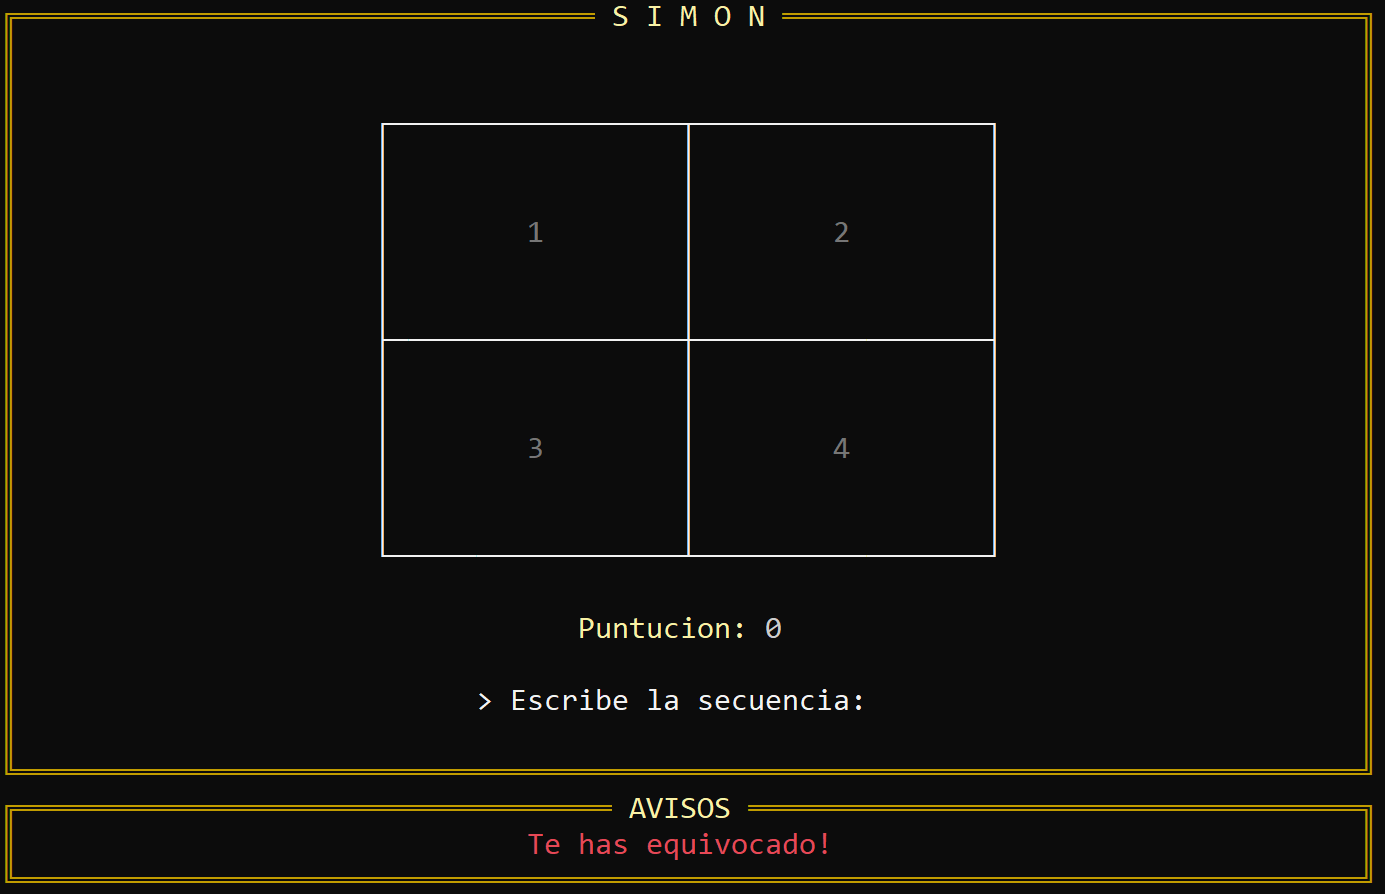 S I M O N
1 2
3 4
Puntucion: 0
> Escribe la secuencia:
AVISOS
Te has equivocado!